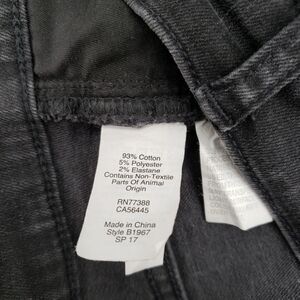 93% Cotton
5% Polyester
2% Elastane
Contains Non-Textile
Parts Of Animal
Origin
RN77388
CA56445
Made in China
Style B1967
SP 17